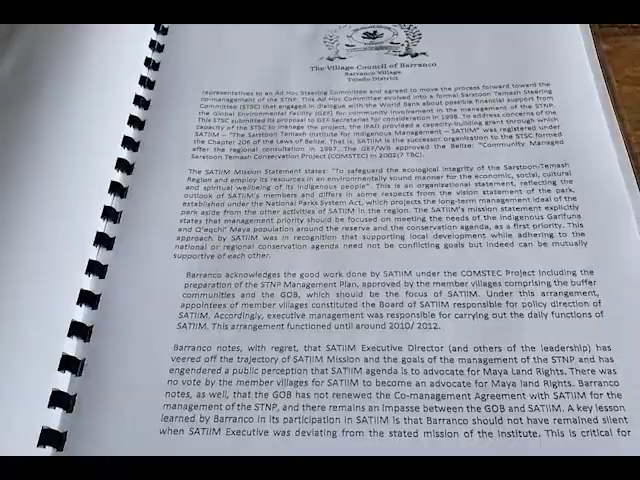 The Village Council of Barranco
Barranco Village
Toledo District
representatives to an Ad Hoc Steering Committee and agreed to move the process forward toward the
co-management of the STNP. This Ad Hoc Committee evolved into a formal Sarstoon Temash Steering
Committee (STSC) that engaged in dialogue with the World Bank about possible financial support from
the Global Environmental Facility (GEF) for community involvement in the management of the STNP.
This STSC submitted its proposal to GEF Secretariat for consideration in 1998. To address concerns of the
capacity of the STSC to manage the project, the IFAD provided a capacity-building grant through which
SATIIM – "The Sarstoon Temash Institute for Indigenous Management – SATIIM" was registered under
the Chapter 206 of the Laws of Belize. That is, SATIIM is the successor organization to the STSC formed
after the regional consultation in 1997. The GEF/WB approved the Belize: "Community Managed
Sarstoon Temash Conservation Project (COMSTEC) in 2002(? TBC).
The SATIIM Mission Statement states: "To safeguard the ecological integrity of the Sarstoon-Temash
Region and employ its resources in an environmentally sound manner for the economic, social, cultural
and spiritual wellbeing of its indigenous people". This is an organizational statement, reflecting the
outlook of SATIIM's members and differs in some respects from the vision statement of the park,
established under the National Parks System Act, which projects the long-term management ideal of the
park aside from the other activities of SATIIM in the region. The SATIIM's mission statement explicitly
states that management priority should be focused on meeting the needs of the indigenous Garifuna
and Q'eqchi' Maya population around the reserve and the conservation agenda, as a first priority. This
approach by SATIIM was in recognition that supporting local development while adhering to the
national or regional conservation agenda need not be conflicting goals but indeed can be mutually
supportive of each other.
Barranco acknowledges the good work done by SATIIM under the COMSTEC Project including the
preparation of the STNP Management Plan, approved by the member villages comprising the buffer
communities and the GOB, which should be the focus of SATIIM. Under this arrangement,
appointees of member villages constituted the Board of SATIIM responsible for policy direction of
SATIIM. Accordingly, executive management was responsible for carrying out the daily functions of
SATIIM. This arrangement functioned until around 2010/ 2012.
Barranco notes, with regret, that SATIIM Executive Director (and others of the leadership) has
veered off the trajectory of SATIIM Mission and the goals of the management of the STNP and has
engendered a public perception that SATIIM agenda is to advocate for Maya Land Rights. There was
no vote by the member villages for SATIIM to become an advocate for Maya land Rights. Barranco
notes, as well, that the GOB has not renewed the Co-management Agreement with SATIIM for the
management of the STNP, and there remains an impasse between the GOB and SATIIM. A key lesson
learned by Barranco in its participation in SATIIM is that Barranco should not have remained silent
when SATIIM Executive was deviating from the stated mission of the Institute. This is critical for